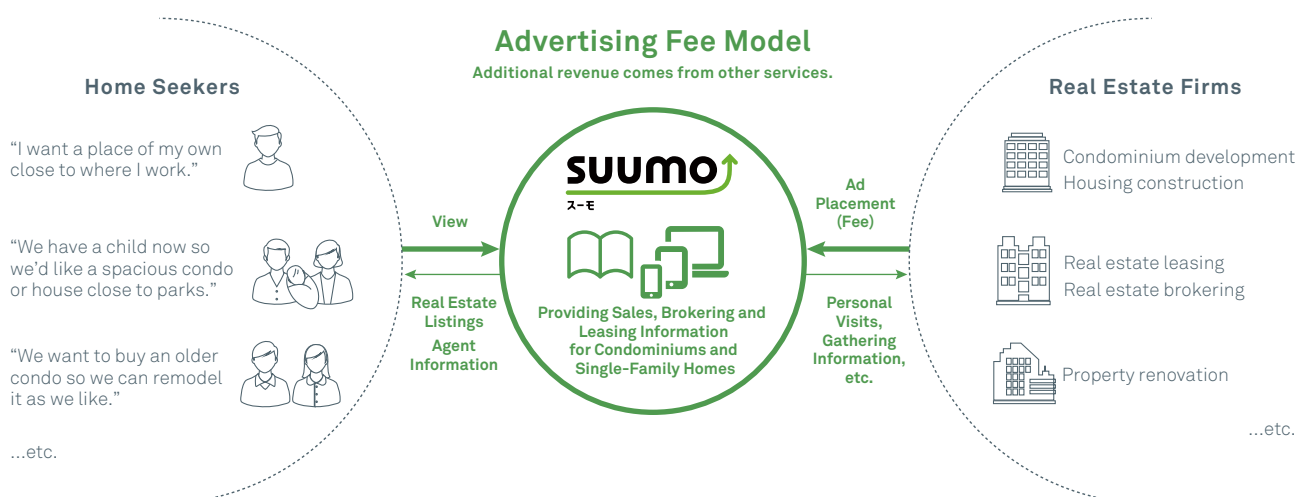 Advertising Fee Model
Additional revenue comes from other services.
Home Seekers
“I want a place of my own
close to where I work.”
“We have a child now so
we’d like a spacious condo
or house close to parks.”
“We want to buy an older
condo so we can remodel
it as we like.”
...etc.
View
Real Estate
Listings
Agent
Information
SUUMO
スーモ
Providing Sales, Brokering and
Leasing Information
for Condominiums and
Single-Family Homes
Ad
Placement
(Fee)
Personal
Visits,
Gathering
Information,
etc.
Real Estate Firms
Condominium development
Housing construction
Real estate leasing
Real estate brokering
Property renovation
...etc.